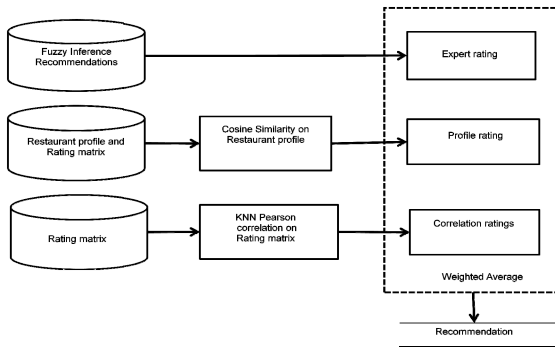 Fuzzy Inference
Recommendations
Expert rating
Restaurant profile and
Rating matrix
Cosine Similarity on
Restaurant profile
Profile rating
Rating matrix
KNN Pearson
correlation on
Rating matrix
Correlation ratings
Weighted Average
Recommendation